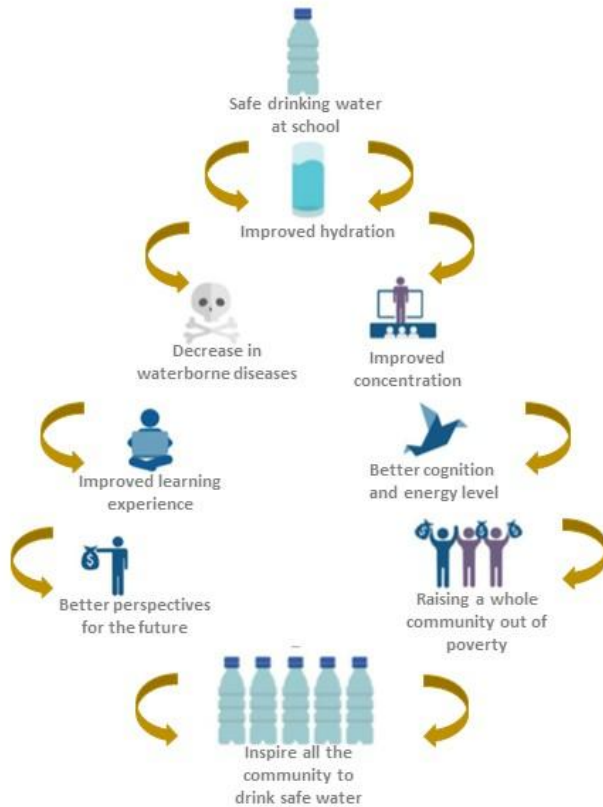 Safe drinking water
at school
Improved hydration
Decrease in
waterborne diseases
Improved
concentration
Improved learning
experience
Better cognition
and energy level
Better perspectives
for the future
Raising a whole
community out of
poverty
Inspire all the
community to
drink safe water